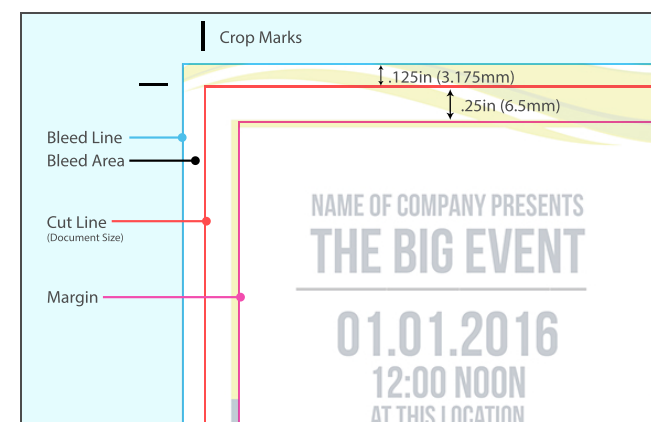 Crop Marks
.125in (3.175mm)
.25in (6.5mm)
Bleed Line
Bleed Area
Cut Line
(Document Size)
Margin
NAME OF COMPANY PRESENTS
THE BIG EVENT
01.01.2016
12:00 NOON
AT THIS LOCATION